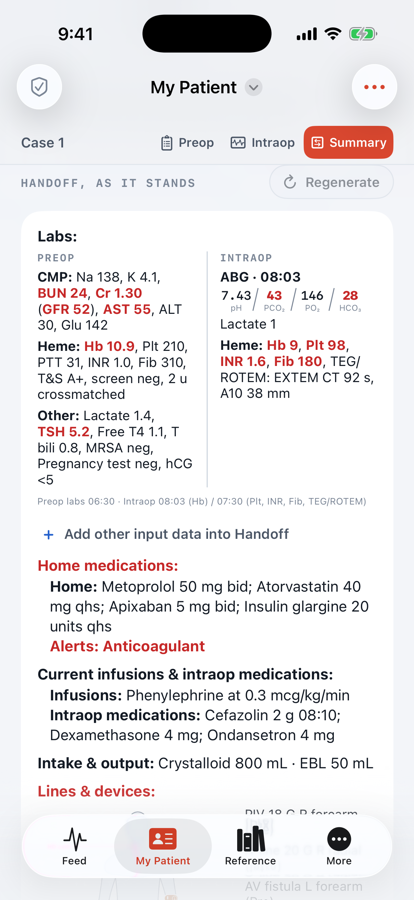 9:41
My Patient
Case 1
Preop
Intraop
Summary
HANDOFF, AS IT STANDS
Regenerate
Labs:
PREOP
CMP: Na 138, K 4.1,
BUN 24, Cr 1.30
(GFR 52), AST 55, ALT
30, Glu 142
Heme: Hb 10.9, Plt 210,
PTT 31, INR 1.0, Fib 310,
T&S A+, screen neg, 2 u
crossmatched
Other: Lactate 1.4,
TSH 5.2, Free T4 1.1, T
bili 0.8, MRSA neg,
Pregnancy test neg, hCG
<5
INTRAOP
ABG · 08:03
7.43/ 43 /146 / 28
pH PCO₂ PO₂ HCO₃
Lactate 1
Heme: Hb 9, Plt 98,
INR 1.6, Fib 180, TEG/
ROTEM: EXTEM CT 92 s,
A10 38 mm
Preop labs 06:30 · Intraop 08:03 (Hb) / 07:30 (Plt, INR, Fib, TEG/ROTEM)
+ Add other input data into Handoff
Home medications:
Home: Metoprolol 50 mg bid; Atorvastatin 40
mg qhs; Apixaban 5 mg bid; Insulin glargine 20
units qhs
Alerts: Anticoagulant
Current infusions & intraop medications:
Infusions: Phenylephrine at 0.3 mcg/kg/min
Intraop medications: Cefazolin 2 g 08:10;
Dexamethasone 4 mg; Ondansetron 4 mg
Intake & output: Crystalloid 800 mL · EBL 50 mL
Lines & devices:
PIV 18 G R forearm
Feed
My Patient
Reference
More
AV fistula L forearm